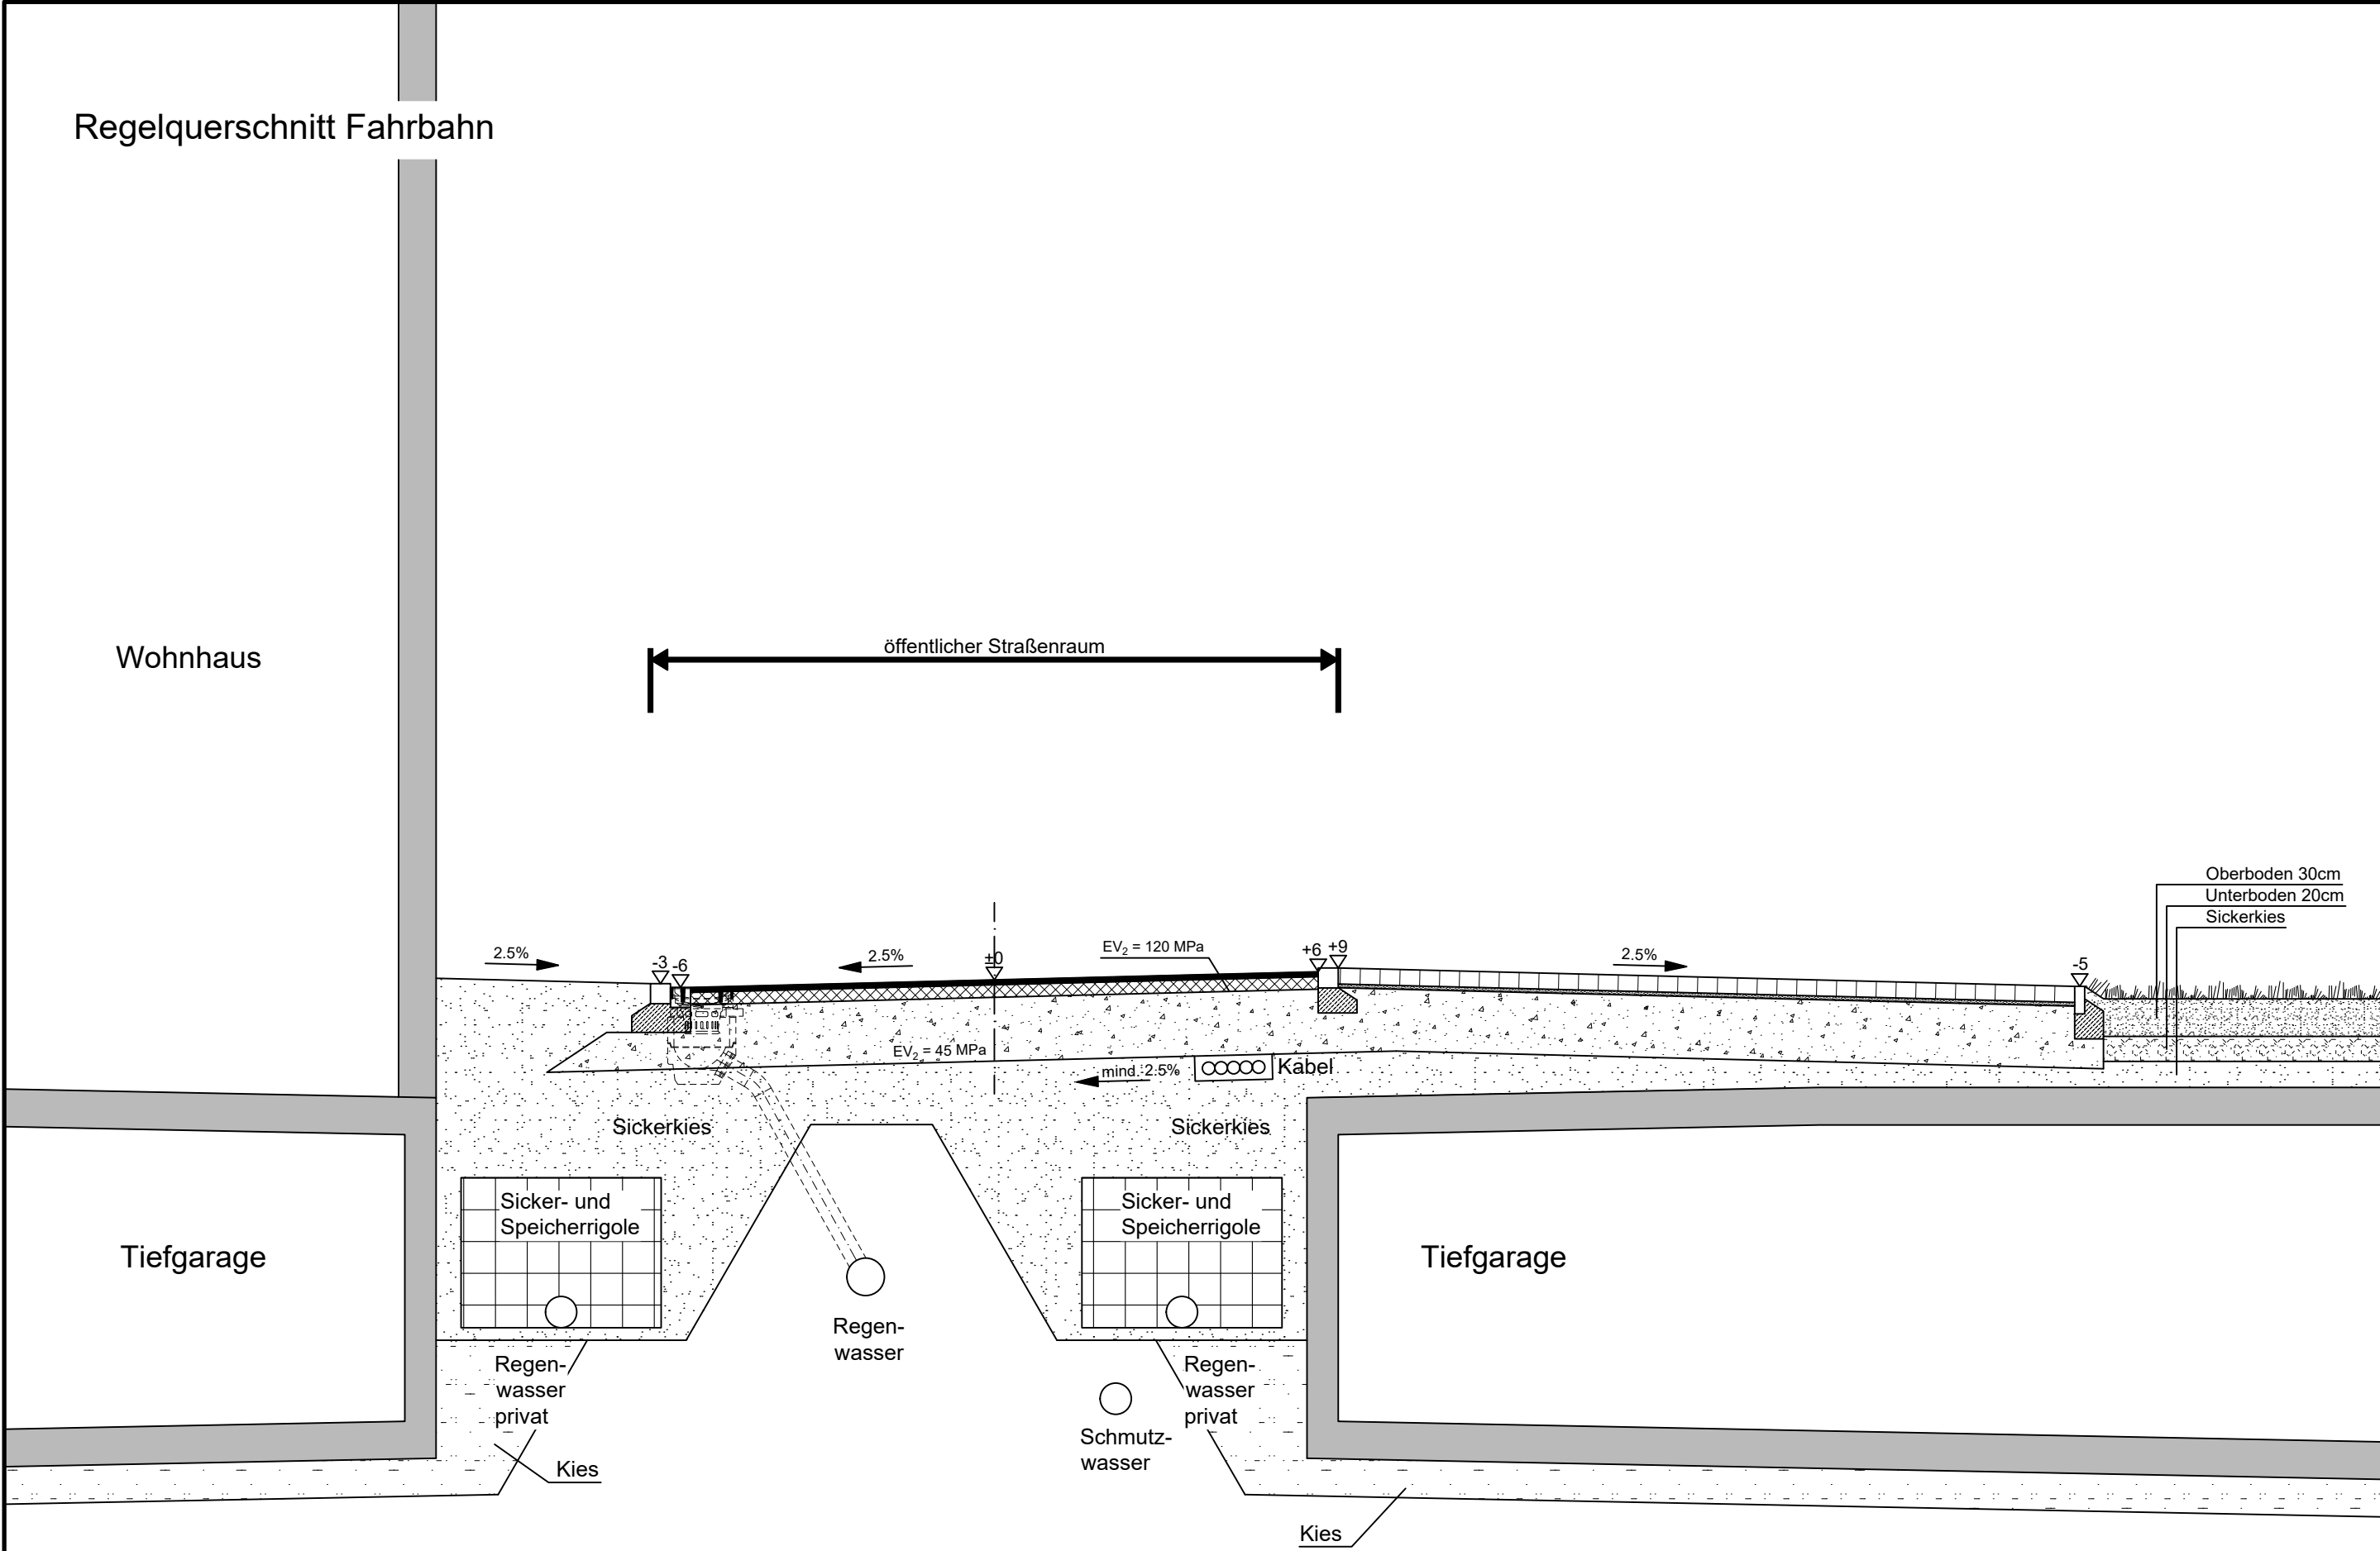 Regelquerschnitt Fahrbahn
Wohnhaus
öffentlicher Straßenraum
Oberboden 30cm
Unterboden 20cm
Sickerkies
2.5%
-3
-6
2.5%
±0
EV2 = 120 MPa
+6
+9
2.5%
-5
EV2 = 45 MPa
mind. 2.5%
Kabel
Sickerkies
Sickerkies
Sicker- und
Speicherrigole
Sicker- und
Speicherrigole
Tiefgarage
Tiefgarage
Regen-
wasser
Regen-
wasser
privat
Regen-
wasser
privat
Schmutz-
wasser
Kies
Kies